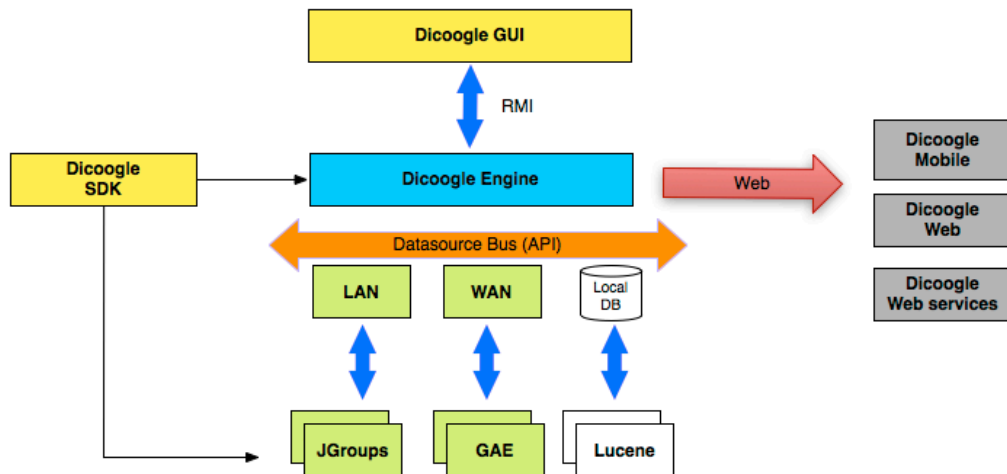 Dicoogle GUI
RMI
Dicoogle
SDK
Dicoogle Engine
Web
Dicoogle
Mobile
Dicoogle
Web
Dicoogle
Web services
Datasource Bus (API)
LAN
WAN
Local
DB
JGroups
GAE
Lucene